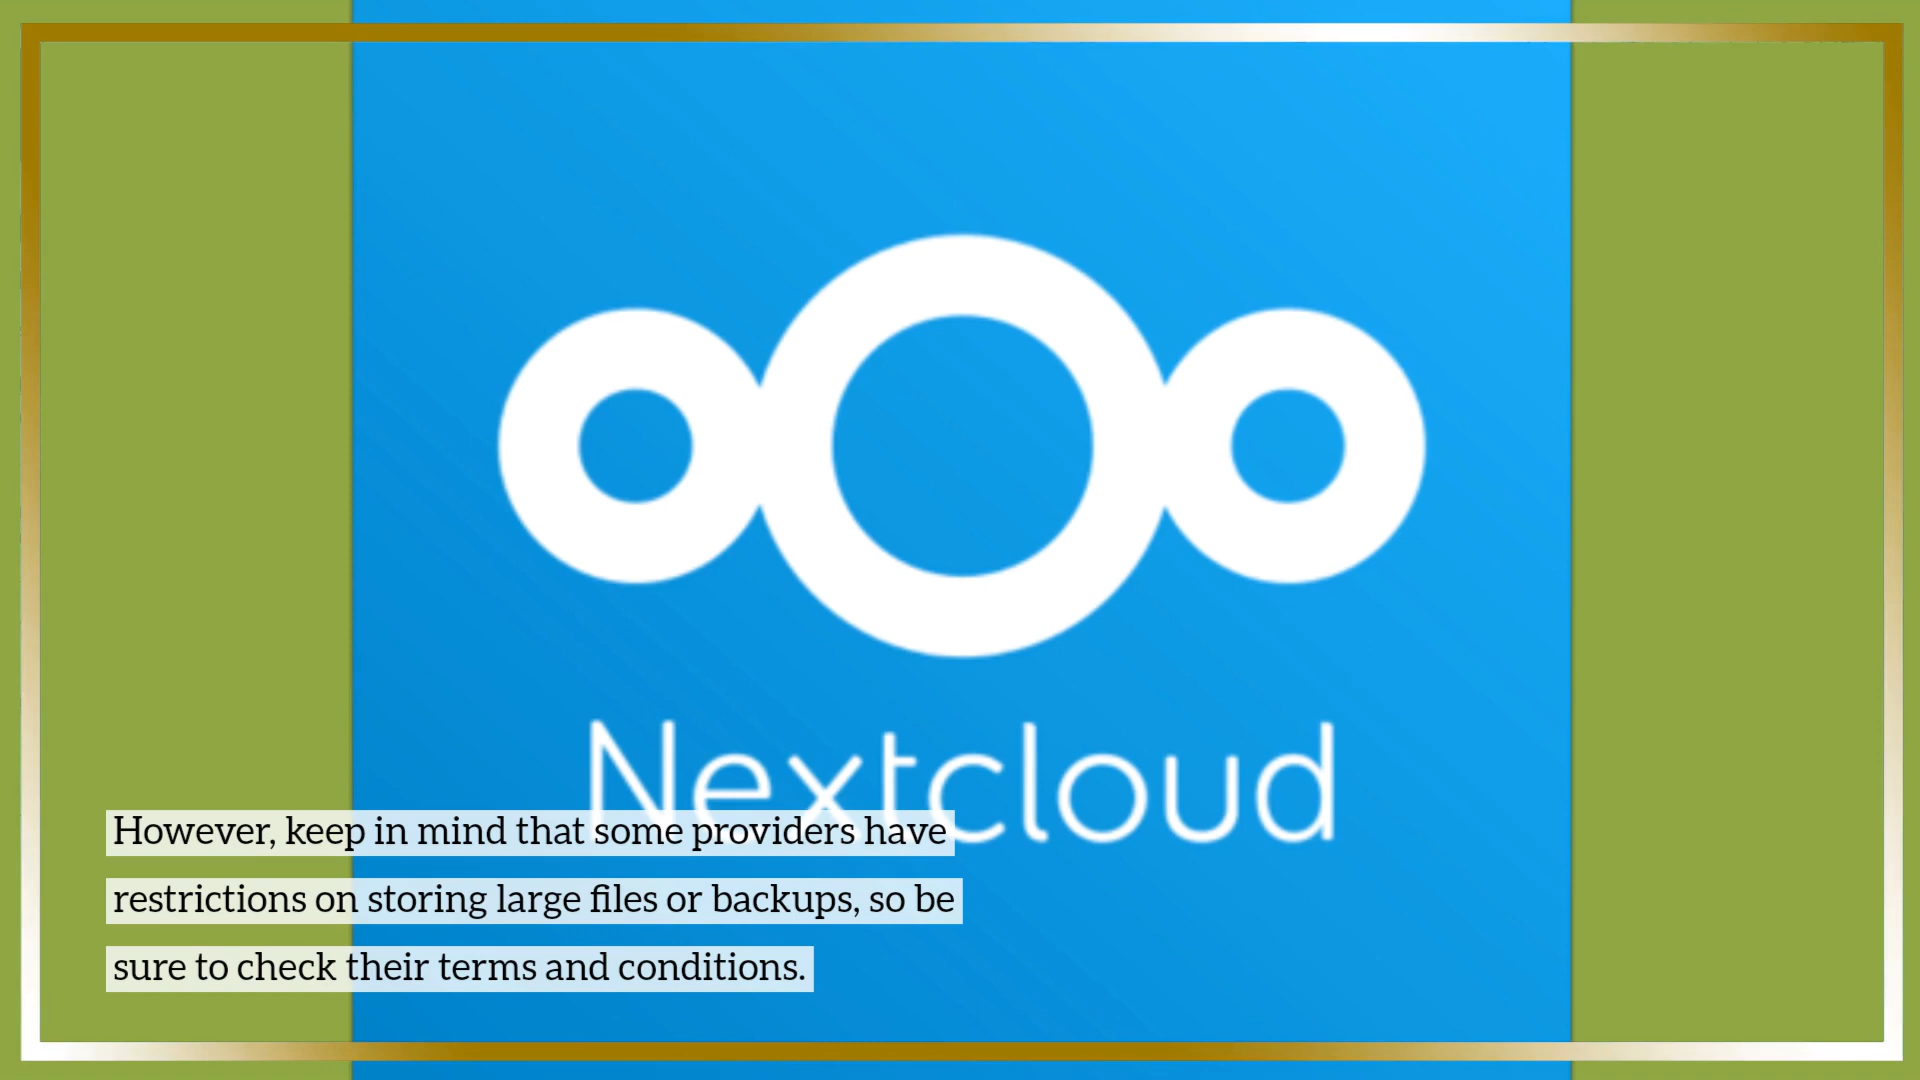 Nextcloud
However, keep in mind that some providers have
restrictions on storing large files or backups, so be
sure to check their terms and conditions.